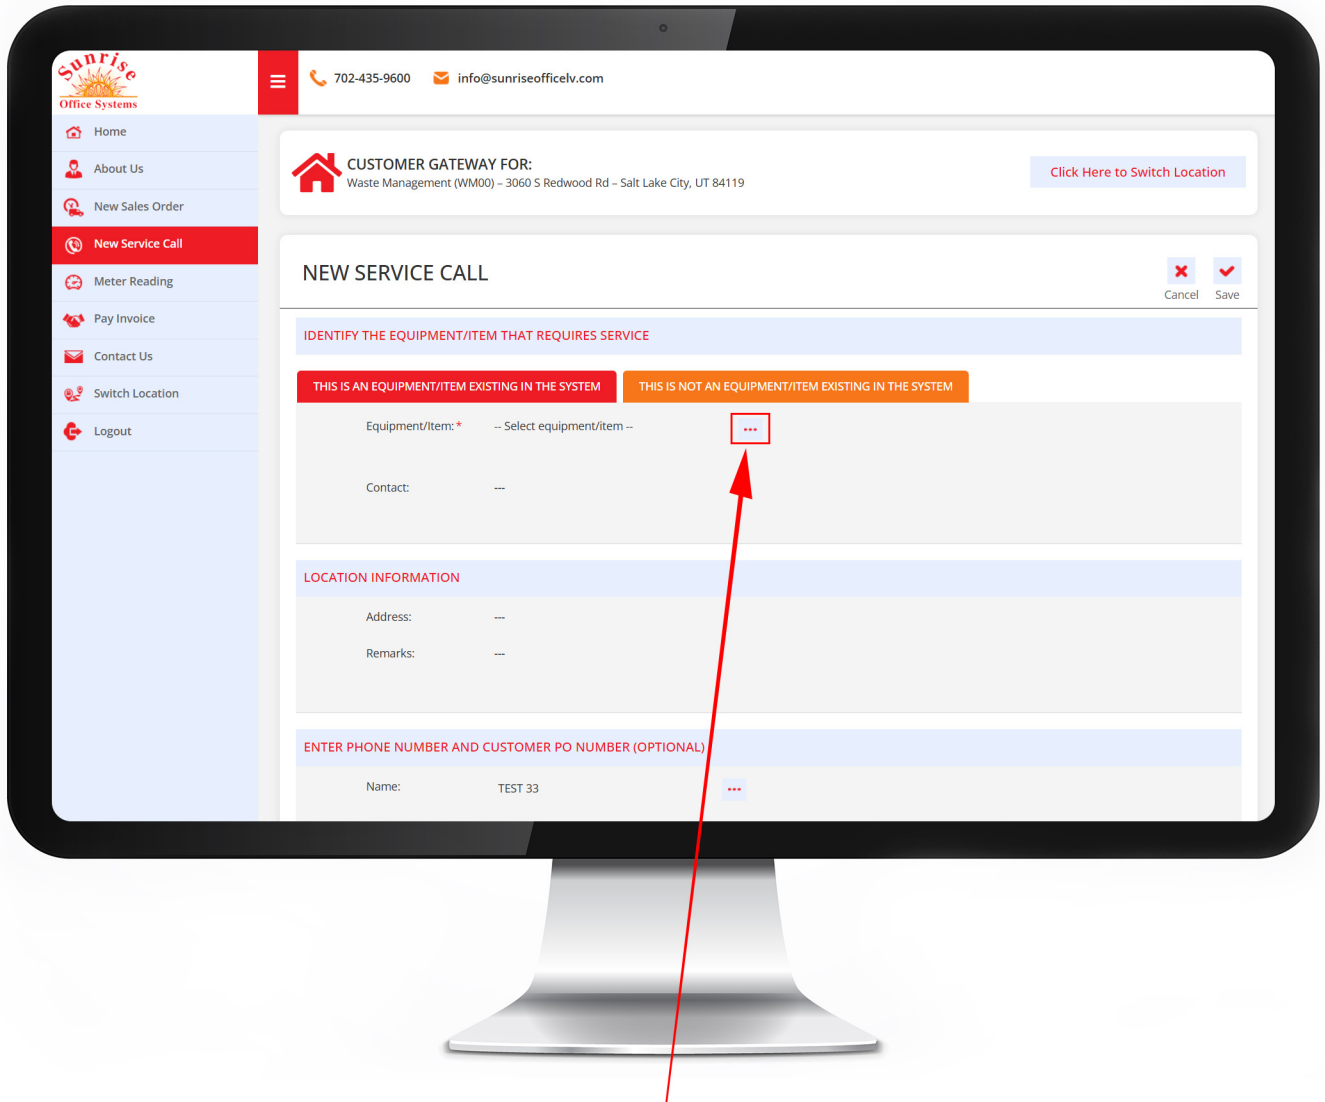 Sunrise
Office Systems
702-435-9600 info@sunriseofficelv.com
Home
About Us
New Sales Order
New Service Call
Meter Reading
Pay Invoice
Contact Us
Switch Location
Logout
CUSTOMER GATEWAY FOR:
Waste Management (WM00) – 3060 S Redwood Rd – Salt Lake City, UT 84119
Click Here to Switch Location
NEW SERVICE CALL
Cancel Save
IDENTIFY THE EQUIPMENT/ITEM THAT REQUIRES SERVICE
THIS IS AN EQUIPMENT/ITEM EXISTING IN THE SYSTEM THIS IS NOT AN EQUIPMENT/ITEM EXISTING IN THE SYSTEM
Equipment/Item: * -- Select equipment/item -- ...
Contact: ---
LOCATION INFORMATION
Address: ---
Remarks: ---
ENTER PHONE NUMBER AND CUSTOMER PO NUMBER (OPTIONAL)
Name: TEST 33 ...